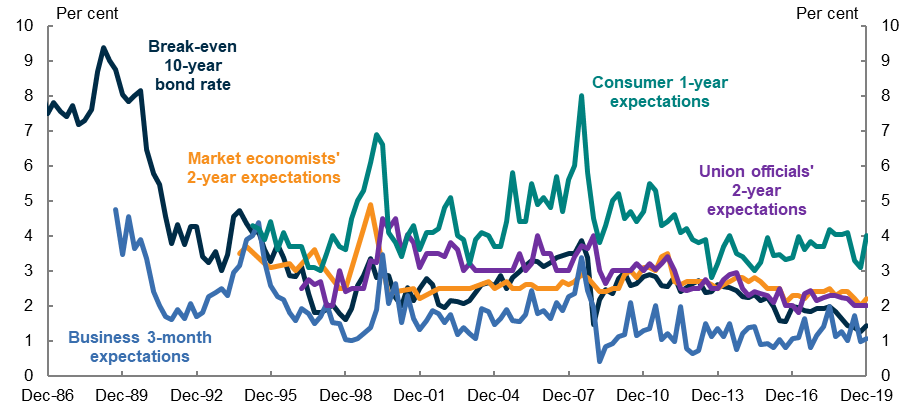 Per cent
Per cent
10
9
8
7
6
5
4
3
2
1
0
10
9
8
7
6
5
4
3
2
1
0
Break-even
10-year
bond rate
Consumer 1-year
expectations
Market economists'
2-year expectations
Union officials'
2-year
expectations
Business 3-month
expectations
Dec-86 Dec-89 Dec-92 Dec-95 Dec-98 Dec-01 Dec-04 Dec-07 Dec-10 Dec-13 Dec-16 Dec-19